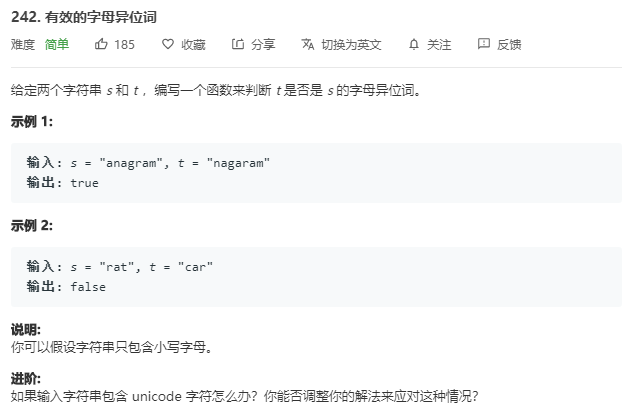 242. 有效的字母异位词
难度 简单 185 收藏 分享 切换为英文 关注 反馈
给定两个字符串 s 和 t ，编写一个函数来判断 t 是否是 s 的字母异位词。
示例 1:
输入: s = "anagram", t = "nagaram"
输出: true
示例 2:
输入: s = "rat", t = "car"
输出: false
说明:
你可以假设字符串只包含小写字母。
进阶:
如果输入字符串包含 unicode 字符怎么办？你能否调整你的解法来应对这种情况？